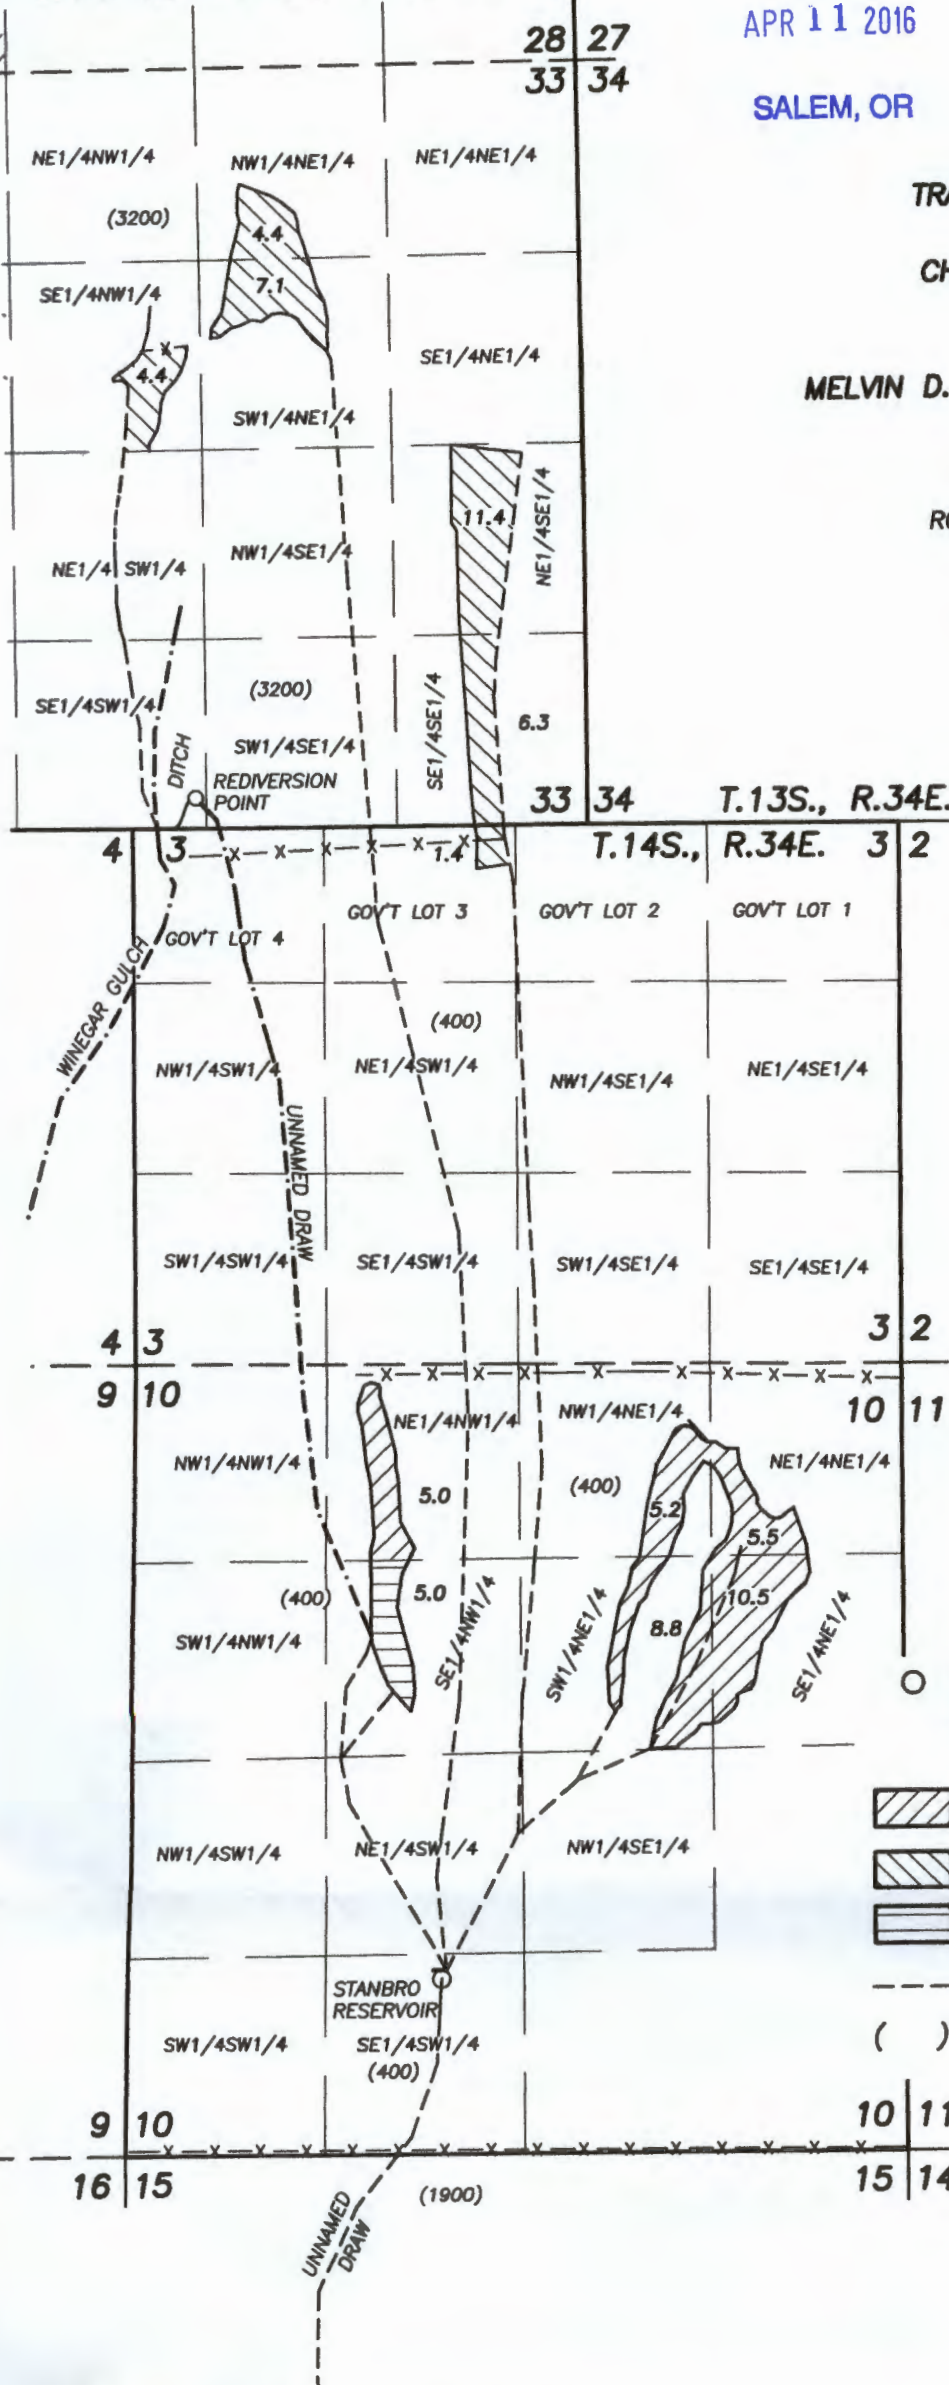 APR 11 2016
28 27
33 34
SALEM, OR
NE1/4NW1/4
NW1/4NE1/4
NE1/4NE1/4
TRA
(3200)
4.4
CH
7.1
SE1/4NW1/4
SE1/4NE1/4
X
4.4
MELVIN D.
SW1/4NE1/4
11.4
NE1/4SE1/4
NW1/4SE1/4
NE1/4 SW1/4
(3200)
SE1/4SW1/4
SE1/4SE1/4
6.3
SW1/4SE1/4
DITCH
REDIVERSION
POINT
33 34
T.13S., R.34E.
4 3
X X X X X X
1.4
T.14S., R.34E.
3 2
GOV'T LOT 3
GOV'T LOT 2
GOV'T LOT 1
GOV'T LOT 4
WINEGAR GULCH
(400)
NW1/4SW1/4
NE1/4SW1/4
NW1/4SE1/4
NE1/4SE1/4
UNNAMED DRAW
SW1/4SW1/4
SE1/4SW1/4
SW1/4SE1/4
SE1/4SE1/4
4 3
3 2
X X X X X X X X X X X
9 10
10 11
NE1/4NW1/4
NW1/4NE1/4
NW1/4NW1/4
NE1/4NE1/4
5.0
(400)
5.2
5.5
(400)
5.0
10.5
8.8
SW1/4NW1/4
SE1/4NW1/4
SW1/4NE1/4
SE1/4NE1/4
NW1/4SW1/4
NE1/4SW1/4
NW1/4SE1/4
STANBRO
RESERVOIR
SW1/4SW1/4
SE1/4SW1/4
( )
(400)
9 10
10 11
X X X X X X X X X X X X X X X X
16 15
15 14
(1900)
UNNAMED
DRAW